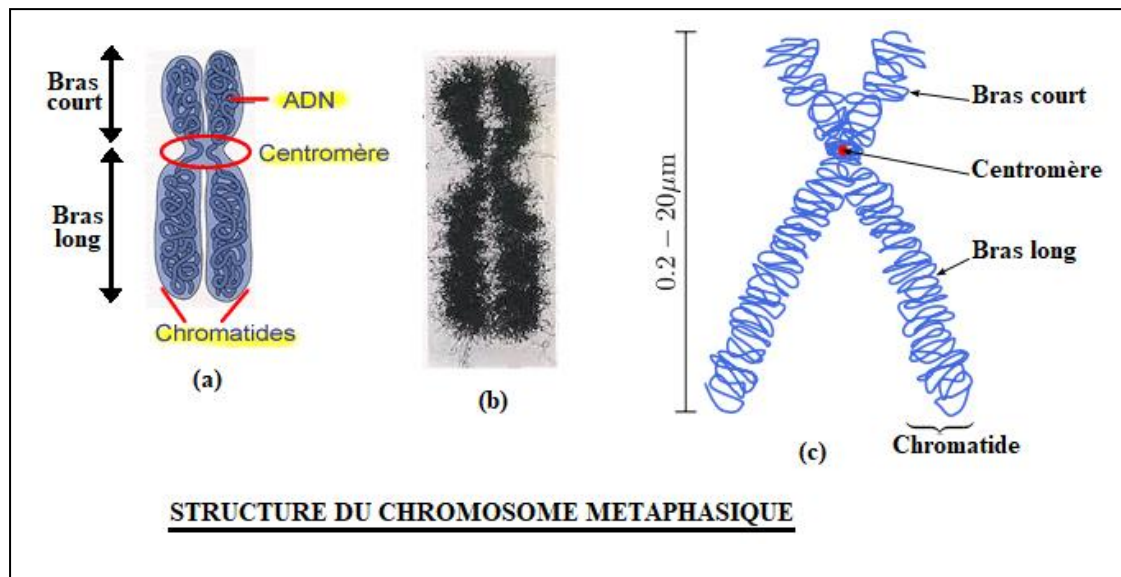 Bras
court
ADN
Centromère
Bras
long
Chromatides
(a)
(b)
0.2 − 20μm
Bras court
Centromère
Bras long
Chromatide
(c)
STRUCTURE DU CHROMOSOME METAPHASIQUE